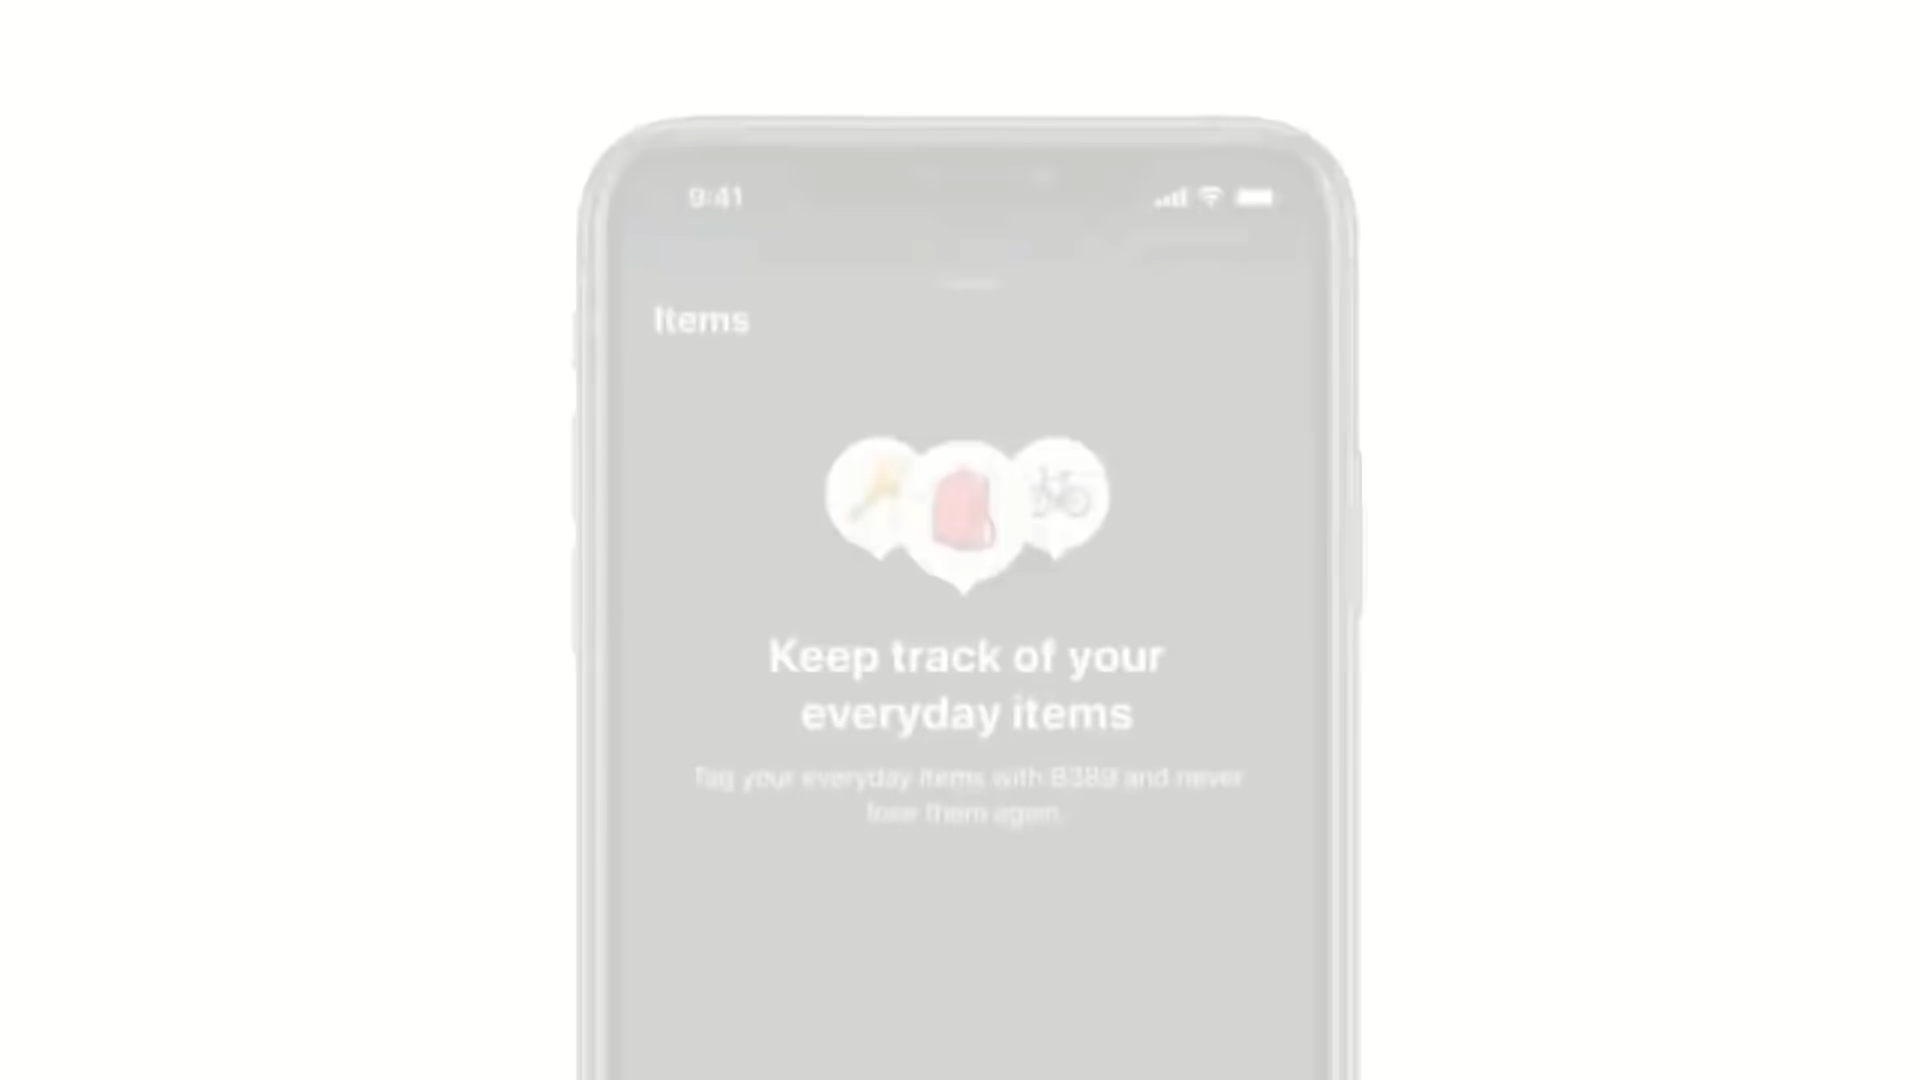 9:41
Items
Keep track of your
everyday items
Tag your everyday items with B389 and never
lose them again.